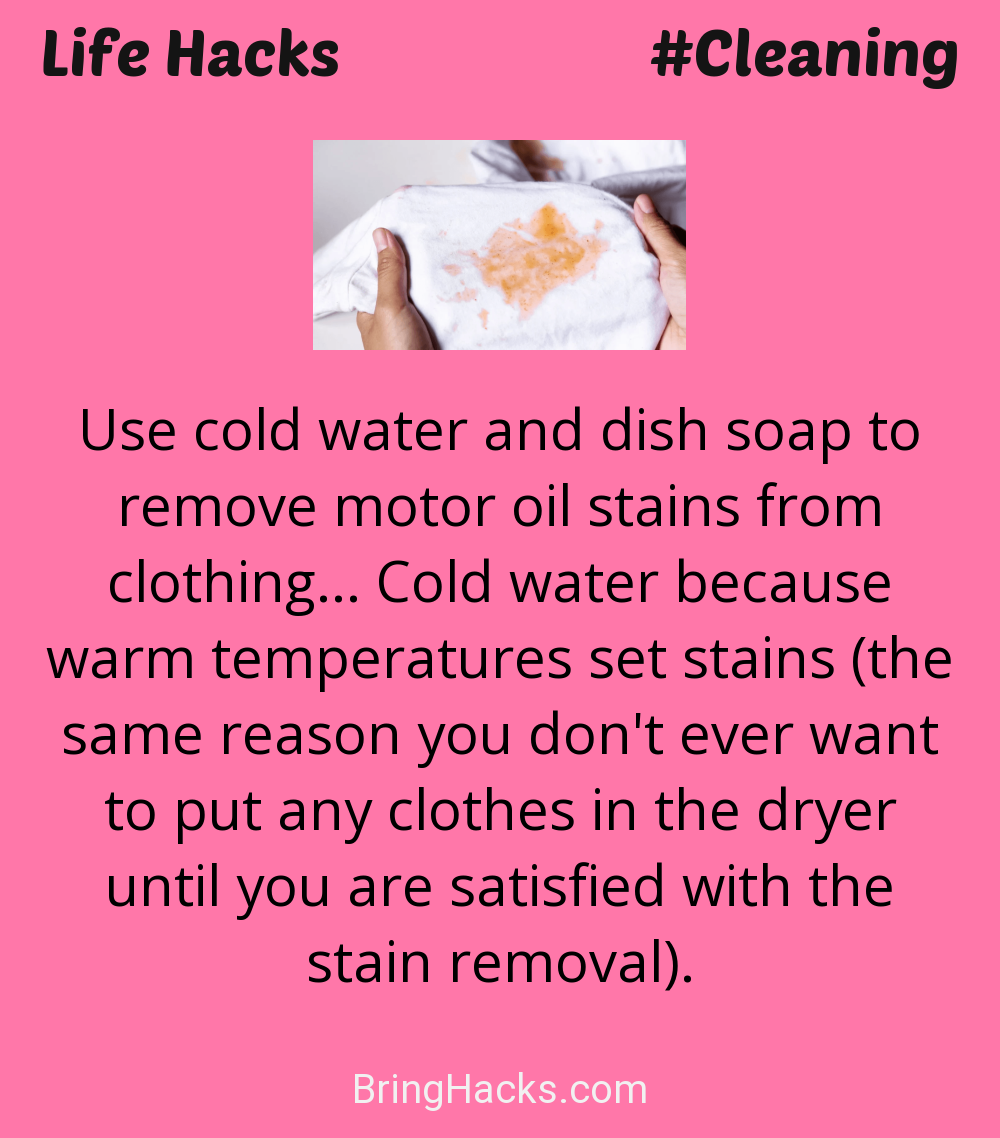 Life Hacks #Cleaning
Use cold water and dish soap to
remove motor oil stains from
clothing... Cold water because
warm temperatures set stains (the
same reason you don't ever want
to put any clothes in the dryer
until you are satisfied with the
stain removal).
BringHacks.com